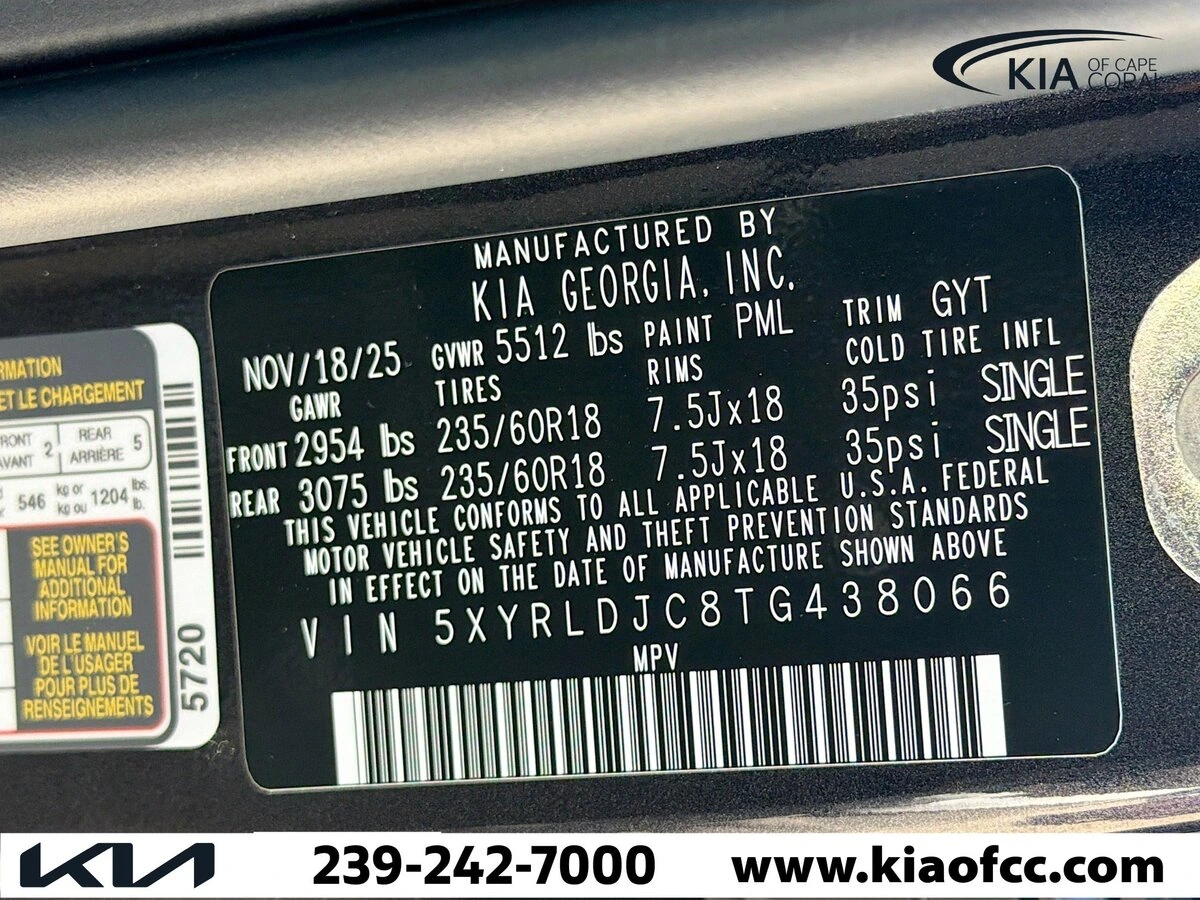 KIA OF CAPE
CORAL
MANUFACTURED BY
KIA GEORGIA, INC.
NOV/18/25 GVWR 5512 lbs PAINT PML TRIM GYT
GAWR TIRES RIMS COLD TIRE INFL
FRONT 2954 lbs 235/60R18 7.5Jx18 35psi SINGLE
REAR 3075 lbs 235/60R18 7.5Jx18 35psi SINGLE
THIS VEHICLE CONFORMS TO ALL APPLICABLE U.S.A. FEDERAL
MOTOR VEHICLE SAFETY AND THEFT PREVENTION STANDARDS
IN EFFECT ON THE DATE OF MANUFACTURE SHOWN ABOVE
VIN 5XYRLDJC8TG438066
MPV
ET LE CHARGEMENT
2 REAR 5
ARRIÈRE
546 kg or 1204 lbs.
kg ou lb.
SEE OWNER'S
MANUAL FOR
ADDITIONAL
INFORMATION
VOIR LE MANUEL
DE L'USAGER
POUR PLUS DE
RENSEIGNEMENTS
5720
KIA 239-242-7000 www.kiaofcc.com